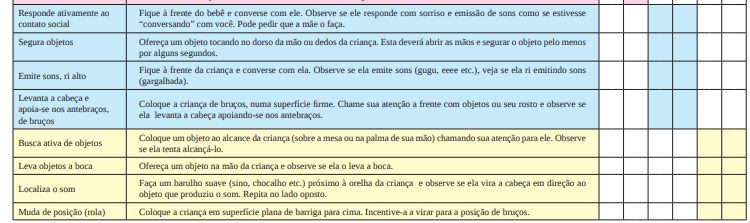 Responde ativamente ao
contato social
Fique à frente do bebê e converse com ele. Observe se ele responde com sorriso e emissão de sons como se estivesse
“conversando” com você. Pode pedir que a mãe o faça.
Segura objetos
Ofereça um objeto tocando no dorso da mão ou dedos da criança. Esta deverá abrir as mãos e segurar o objeto pelo menos
por alguns segundos.
Emite sons, ri alto
Fique à frente da criança e converse com ela. Observe se ela emite sons (gugu, eeee etc.), veja se ela ri emitindo sons
(gargalhada).
Levanta a cabeça e
apoia-se nos antebraços,
de bruços
Coloque a criança de bruços, numa superfície firme. Chame sua atenção a frente com objetos ou seu rosto e observe se
ela levanta a cabeça apoiando-se nos antebraços.
Busca ativa de objetos
Coloque um objeto ao alcance da criança (sobre a mesa ou na palma de sua mão) chamando sua atenção para ele. Observe
se ela tenta alcançá-lo.
Leva objetos a boca
Ofereça um objeto na mão da criança e observe se ela o leva a boca.
Localiza o som
Faça um barulho suave (sino, chocalho etc.) próximo à orelha da criança e observe se ela vira a cabeça em direção ao
objeto que produziu o som. Repita no lado oposto.
Muda de posição (rola)
Coloque a criança em superfície plana de barriga para cima. Incentive-a a virar para a posição de bruços.